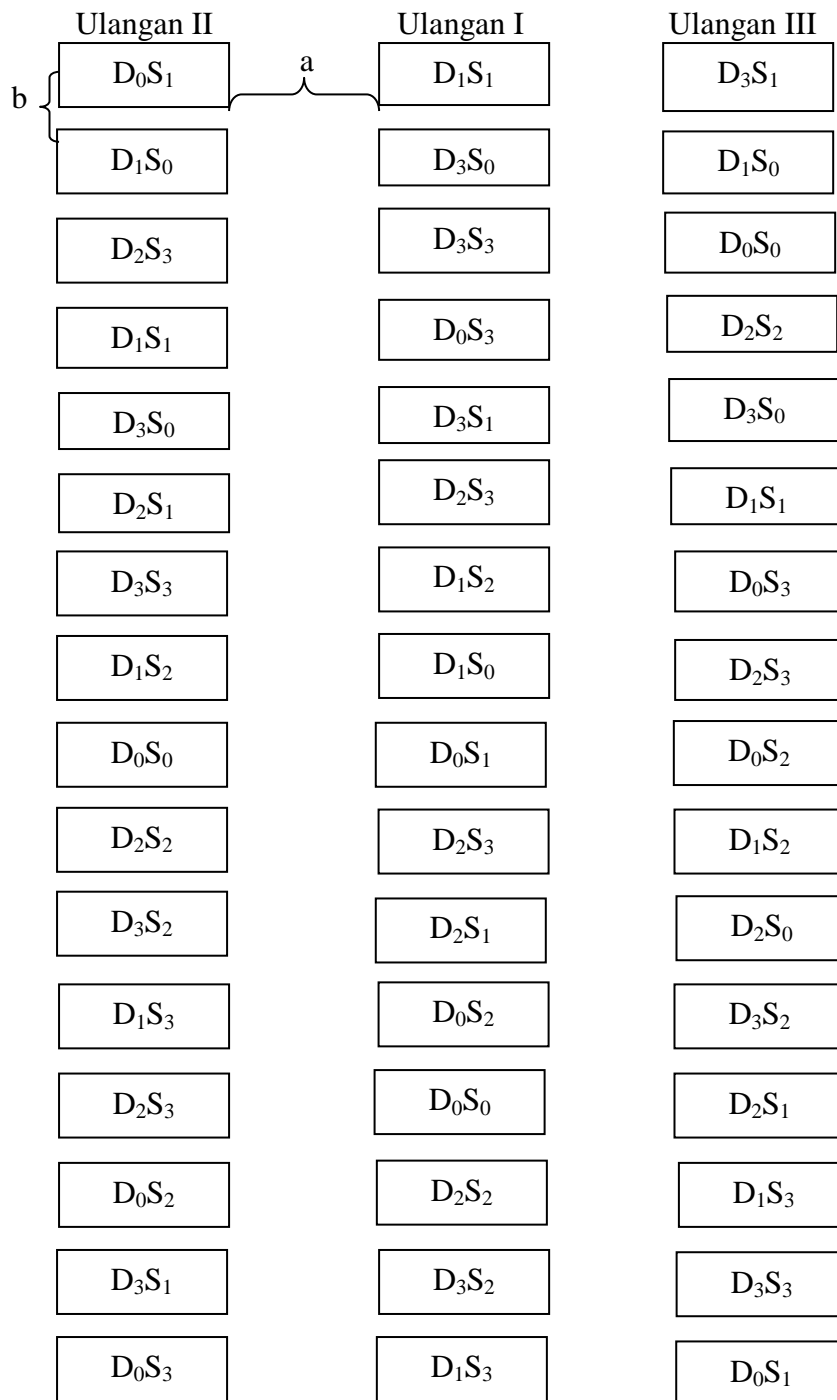 Ulangan II Ulangan I Ulangan III
D₀S₁ a D₁S₁ D₃S₁
b
D₁S₀ D₃S₀ D₁S₀
D₂S₃ D₃S₃ D₀S₀
D₁S₁ D₀S₃ D₂S₂
D₃S₀ D₃S₁ D₃S₀
D₂S₁ D₂S₃ D₁S₁
D₃S₃ D₁S₂ D₀S₃
D₁S₂ D₁S₀ D₂S₃
D₀S₀ D₀S₁ D₀S₂
D₂S₂ D₂S₃ D₁S₂
D₃S₂ D₂S₁ D₂S₀
D₁S₃ D₀S₂ D₃S₂
D₂S₃ D₀S₀ D₂S₁
D₀S₂ D₂S₂ D₁S₃
D₃S₁ D₃S₂ D₃S₃
D₀S₃ D₁S₃ D₀S₁